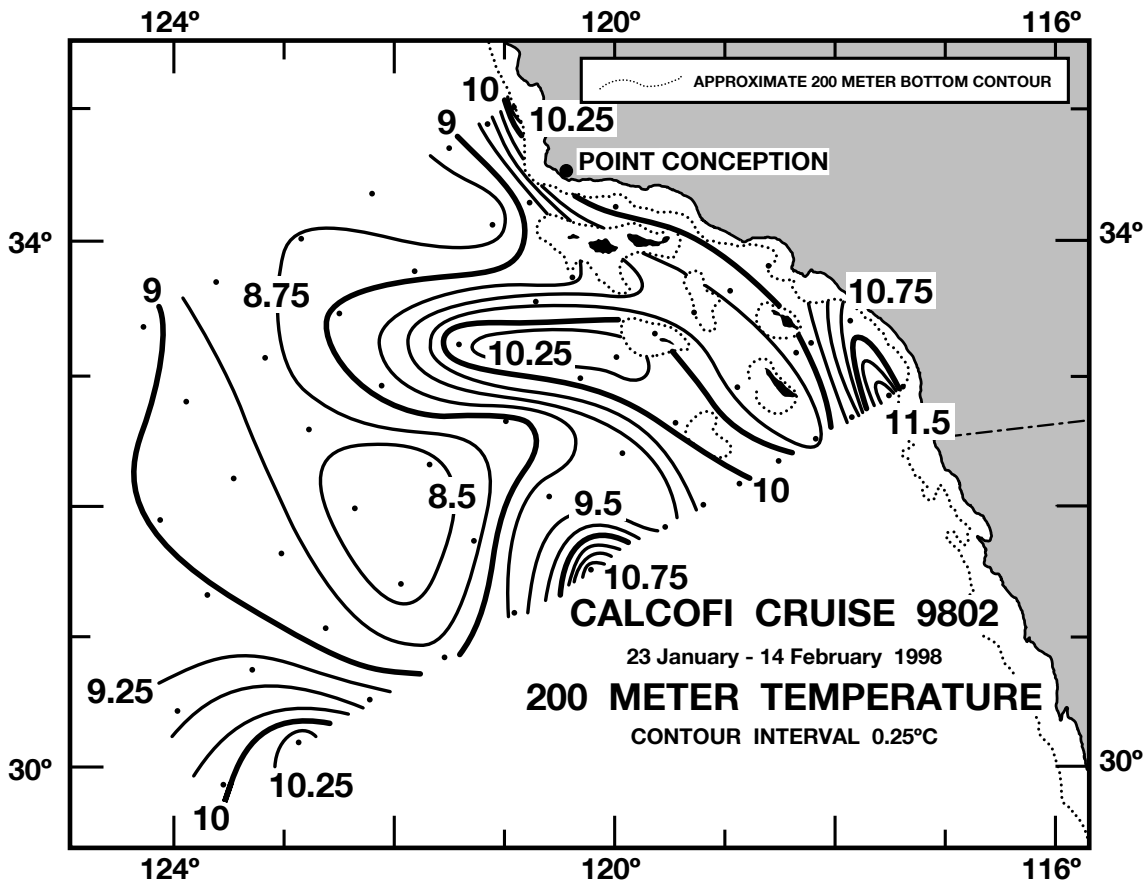 124º 120º 116º
APPROXIMATE 200 METER BOTTOM CONTOUR
10
10.25
9
POINT CONCEPTION
34º 34º
9
8.75
10.75
10.25
11.5
8.5
10
9.5
10.75
CALCOFI CRUISE 9802
23 January - 14 February 1998
9.25
200 METER TEMPERATURE
CONTOUR INTERVAL 0.25ºC
30º 30º
10.25
10
124º 120º 116º